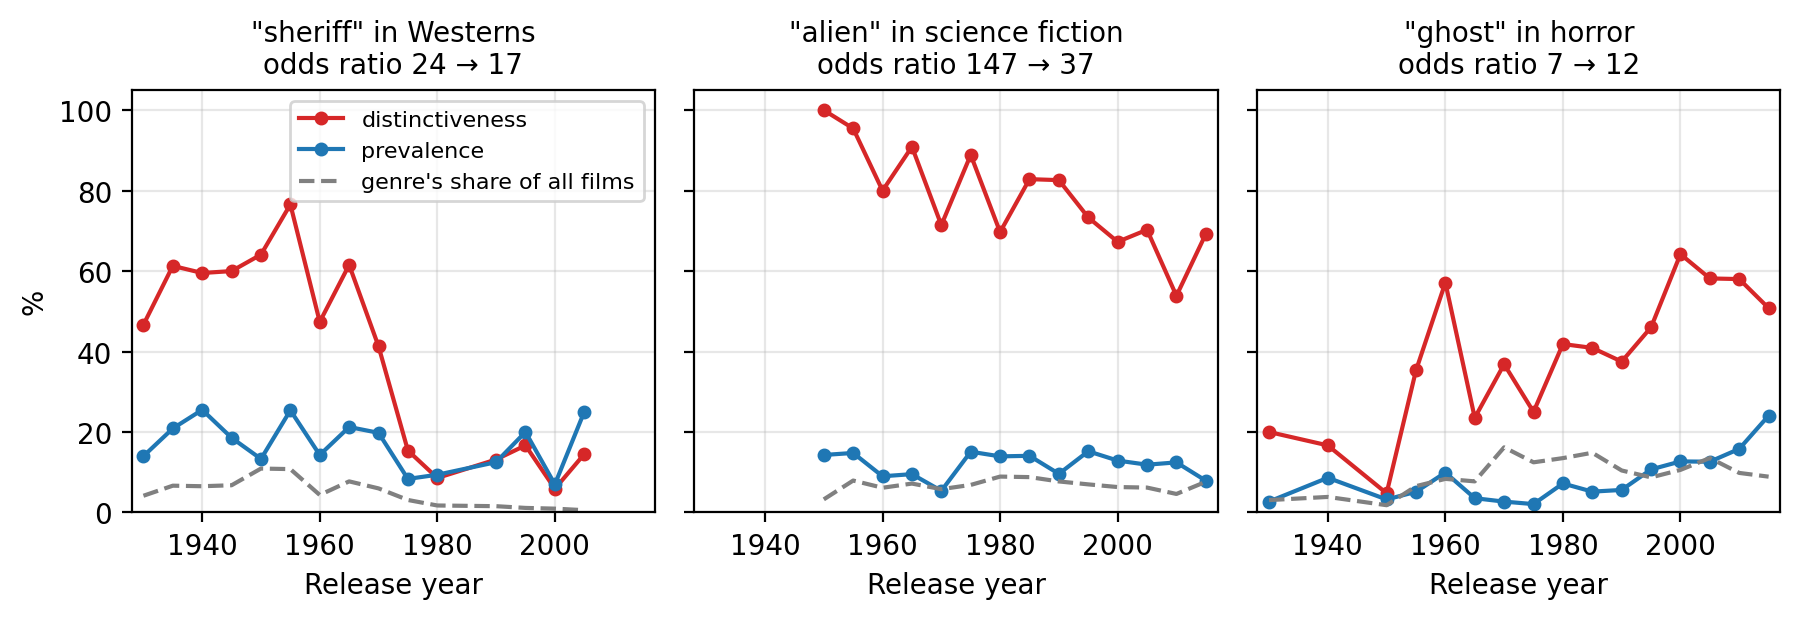 "sheriff" in Westerns
odds ratio 24 → 17
"alien" in science fiction
odds ratio 147 → 37
"ghost" in horror
odds ratio 7 → 12
distinctiveness
prevalence
genre's share of all films
%
100
80
60
40
20
0
1940 1960 1980 2000
1940 1960 1980 2000
1940 1960 1980 2000
Release year
Release year
Release year